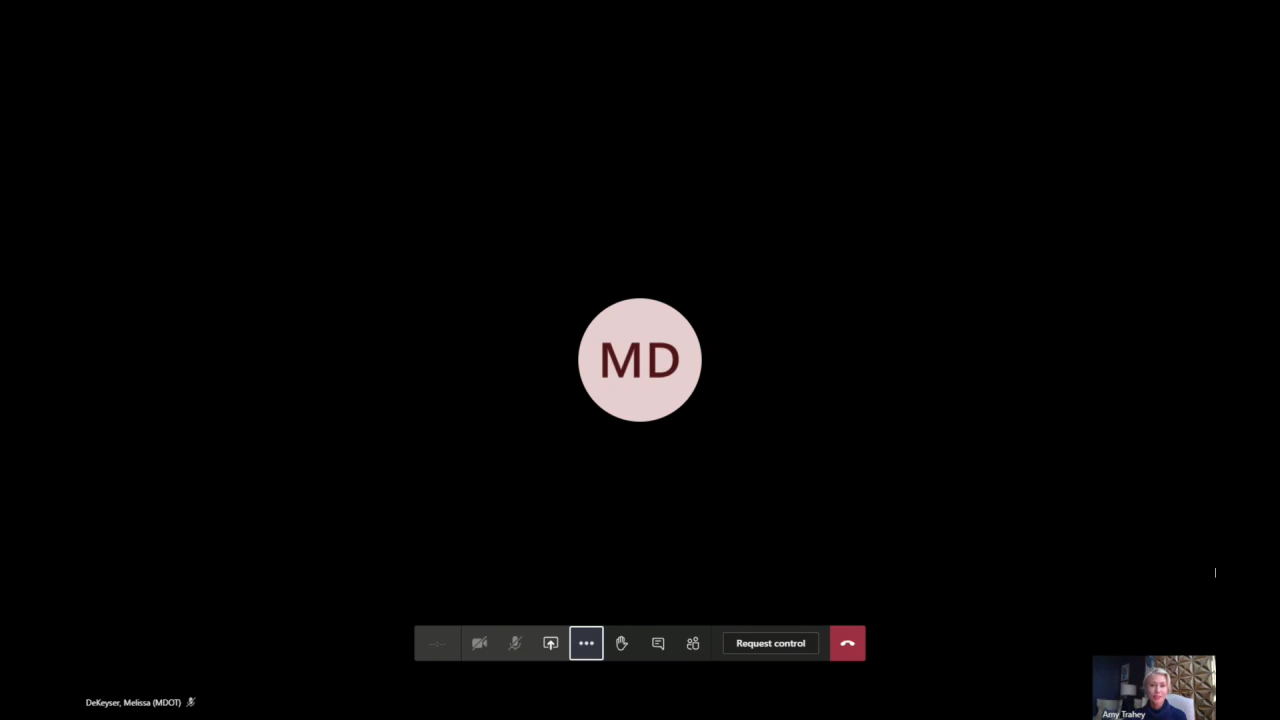 MD
--:--
Request control
DeKeyser, Melissa (MDOT)
Amy Trahey